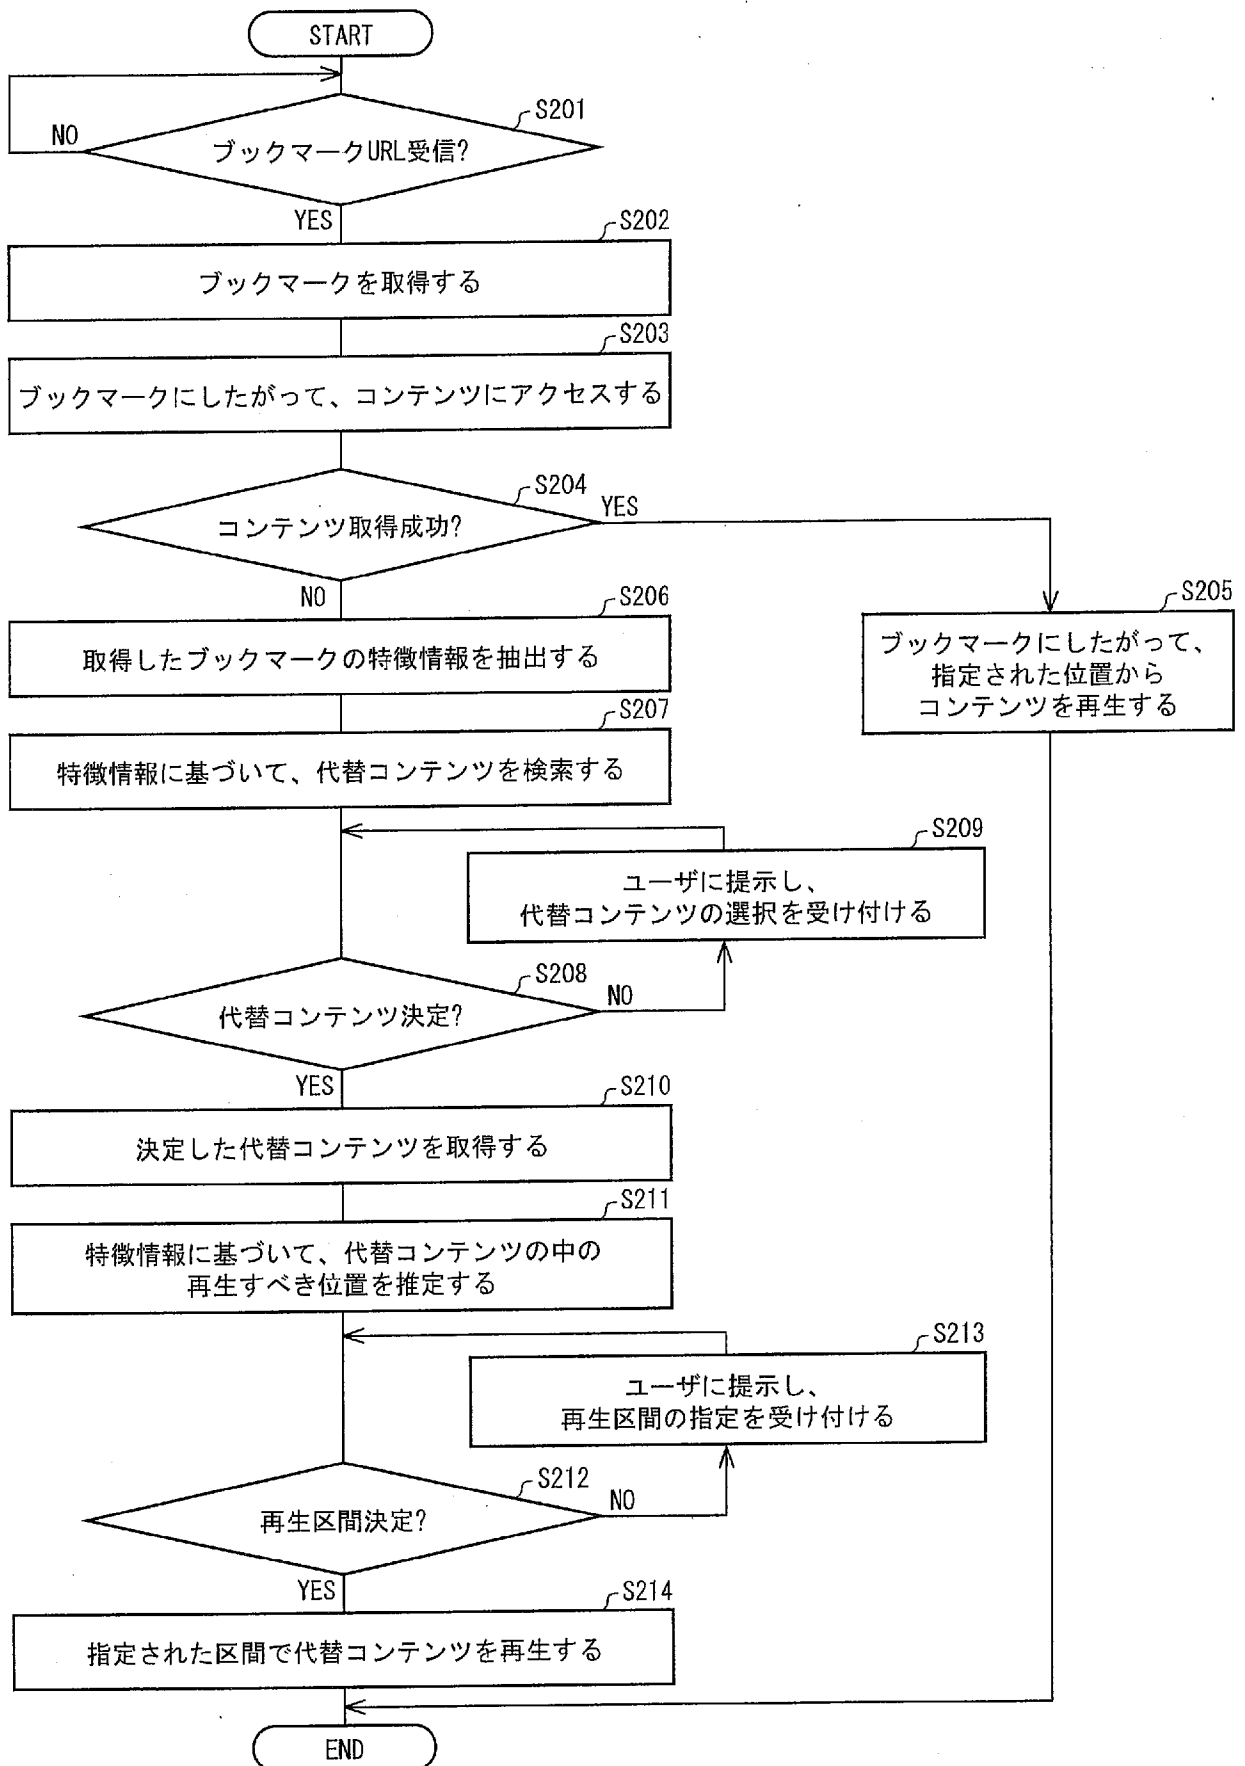 START
S201
NO
ブックマークURL受信?
YES
S202
ブックマークを取得する
S203
ブックマークにしたがって、コンテンツにアクセスする
S204
YES
コンテンツ取得成功?
NO
S206
取得したブックマークの特徴情報を抽出する
S205
ブックマークにしたがって、
指定された位置から
コンテンツを再生する
S207
特徴情報に基づいて、代替コンテンツを検索する
S209
ユーザに提示し、
代替コンテンツの選択を受け付ける
S208
NO
代替コンテンツ決定?
YES
S210
決定した代替コンテンツを取得する
S211
特徴情報に基づいて、代替コンテンツの中の
再生すべき位置を推定する
S213
ユーザに提示し、
再生区間の指定を受け付ける
S212
NO
再生区間決定?
YES
S214
指定された区間で代替コンテンツを再生する
END